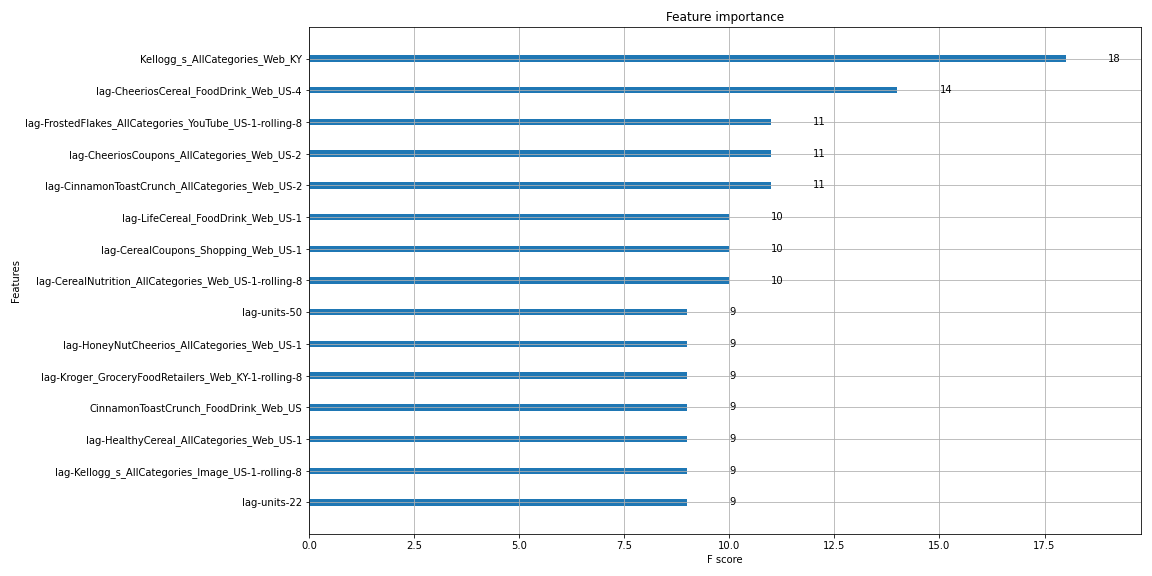 Feature importance
Kellogg_s_AllCategories_Web_KY 18
lag-CheeriosCereal_FoodDrink_Web_US-4 14
lag-FrostedFlakes_AllCategories_YouTube_US-1-rolling-8 11
lag-CheeriosCoupons_AllCategories_Web_US-2 11
lag-CinnamonToastCrunch_AllCategories_Web_US-2 11
lag-LifeCereal_FoodDrink_Web_US-1 10
lag-CerealCoupons_Shopping_Web_US-1 10
lag-CerealNutrition_AllCategories_Web_US-1-rolling-8 10
lag-units-50 9
lag-HoneyNutCheerios_AllCategories_Web_US-1 9
lag-Kroger_GroceryFoodRetailers_Web_KY-1-rolling-8 9
CinnamonToastCrunch_FoodDrink_Web_US 9
lag-HealthyCereal_AllCategories_Web_US-1 9
lag-Kellogg_s_AllCategories_Image_US-1-rolling-8 9
lag-units-22 9
Features
0.0 2.5 5.0 7.5 10.0 12.5 15.0 17.5
F score